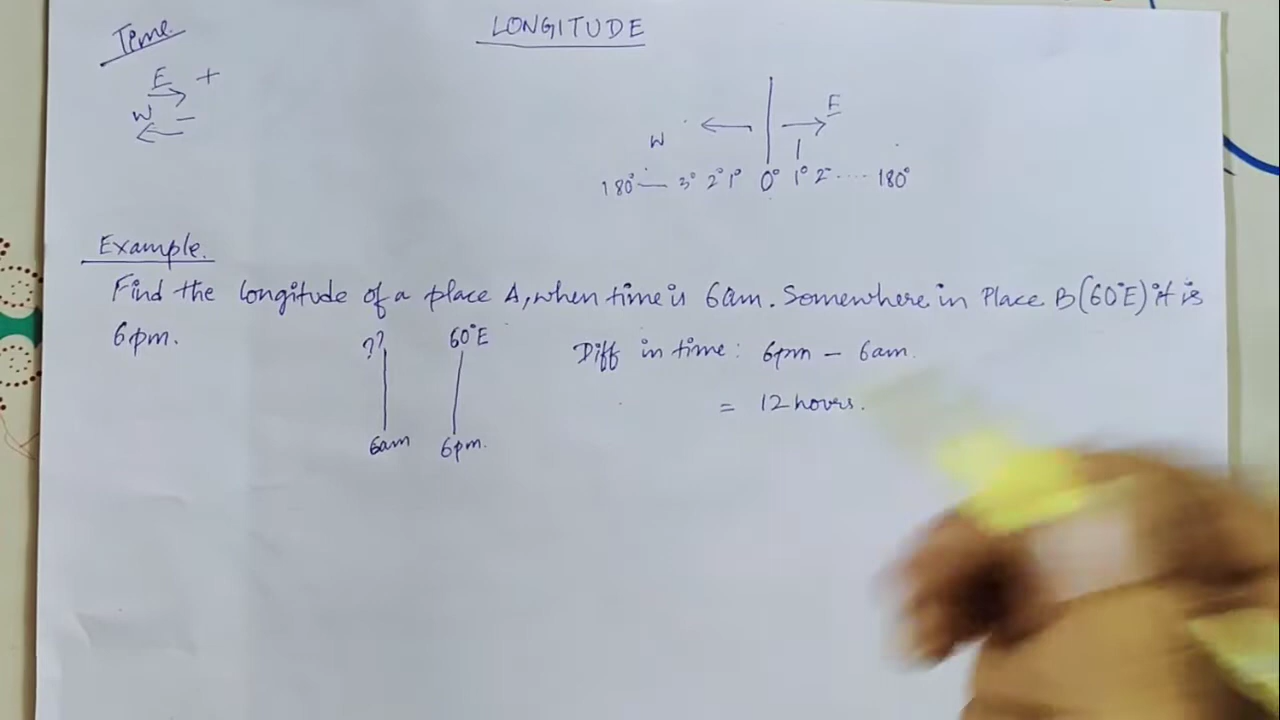 LONGITUDE
Time
E +
W -
E
W
180° — 3° 2° 1° 0° 1° 2° ..... 180°
Example.
Find the longitude of a place A, when time is 6am. Somewhere in Place B (60°E) it is
6pm.
?? 60°E
6am 6pm.
Diff in time: 6pm - 6am.
= 12 hours.